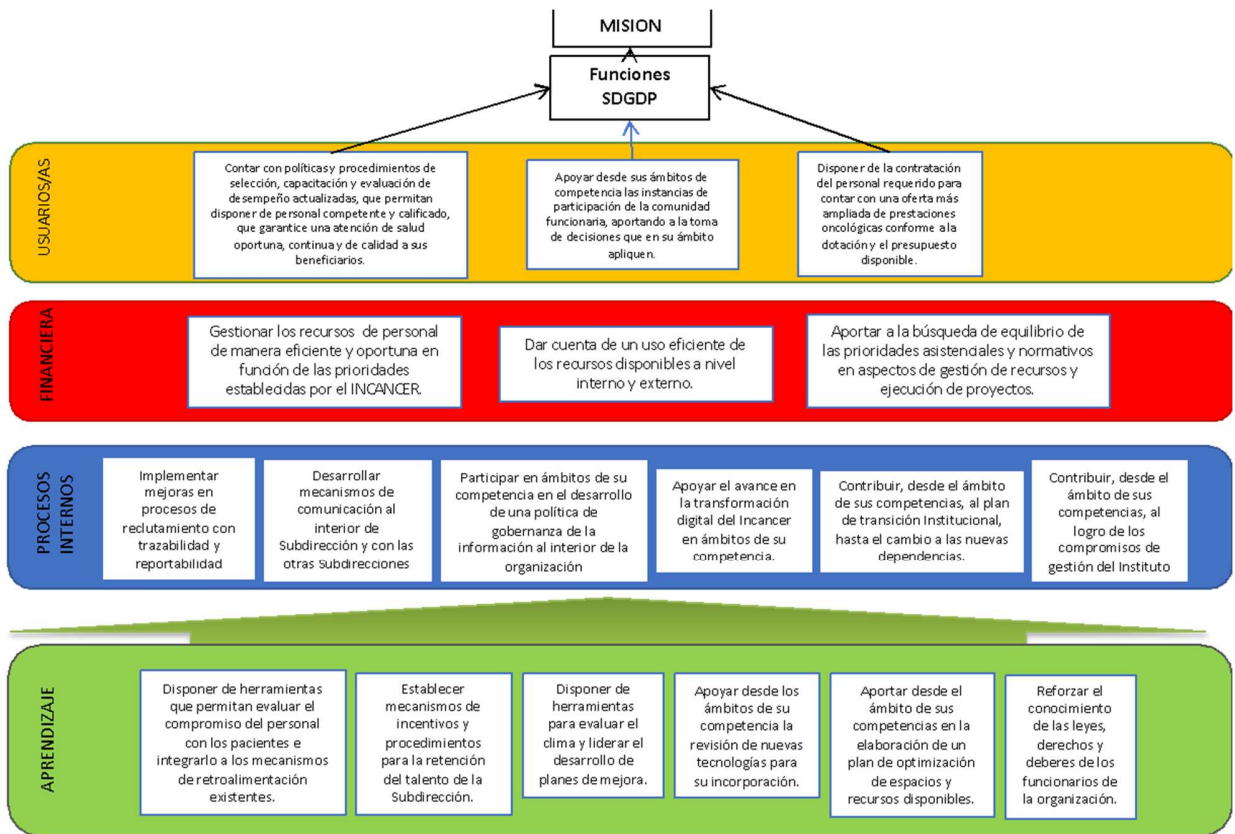 MISION
Funciones
SDGDP
USUARIOS/AS
Contar con políticas y procedimientos de
selección, capacitación y evaluación de
desempeño actualizadas, que permitan
disponer de personal competente y calificado,
que garantice una atención de salud
oportuna, continua y de calidad a sus
beneficiarios.
Apoyar desde sus ámbitos de
competencia las instancias de
participación de la comunidad
funcionaria, aportando a la toma
de decisiones que en su ámbito
apliquen.
Disponer de la contratación
del personal requerido para
contar con una oferta más
ampliada de prestaciones
oncológicas conforme a la
dotación y el presupuesto
disponible.
FINANCIERA
Gestionar los recursos de personal
de manera eficiente y oportuna en
función de las prioridades
establecidas por el INCANCER.
Dar cuenta de un uso eficiente de
los recursos disponibles a nivel
interno y externo.
Aportar a la búsqueda de equilibrio de
las prioridades asistenciales y normativos
en aspectos de gestión de recursos y
ejecución de proyectos.
PROCESOS
INTERNOS
Implementar
mejoras en
procesos de
reclutamiento con
trazabilidad y
reportabilidad
Desarrollar
mecanismos de
comunicación al
interior de
Subdirección y con las
otras Subdirecciones
Participar en ámbitos de su
competencia en el desarrollo
de una política de
gobernanza de la
información al interior de la
organización
Apoyar el avance en
la transformación
digital del Incancer
en ámbitos de su
competencia.
Contribuir, desde el ámbito
de sus competencias, al
plan de transición Institucional,
hasta el cambio a las nuevas
dependencias.
Contribuir, desde el
ámbito de sus
competencias, al
logro de los
compromisos de
gestión del Instituto
APRENDIZAJE
Disponer de herramientas
que permitan evaluar el
compromiso del personal
con los pacientes e
integrarlo a los mecanismos
de retroalimentación
existentes.
Establecer
mecanismos de
incentivos y
procedimientos
para la retención
del talento de la
Subdirección.
Disponer de
herramientas
para evaluar el
clima y liderar el
desarrollo de
planes de mejora.
Apoyar desde los
ámbitos de su
competencia la
revisión de nuevas
tecnologías para
su incorporación.
Aportar desde el
ámbito de sus
competencias en la
elaboración de un
plan de optimización
de espacios y
recursos disponibles.
Reforzar el
conocimiento
de las leyes,
derechos y
deberes de los
funcionarios de
la organización.